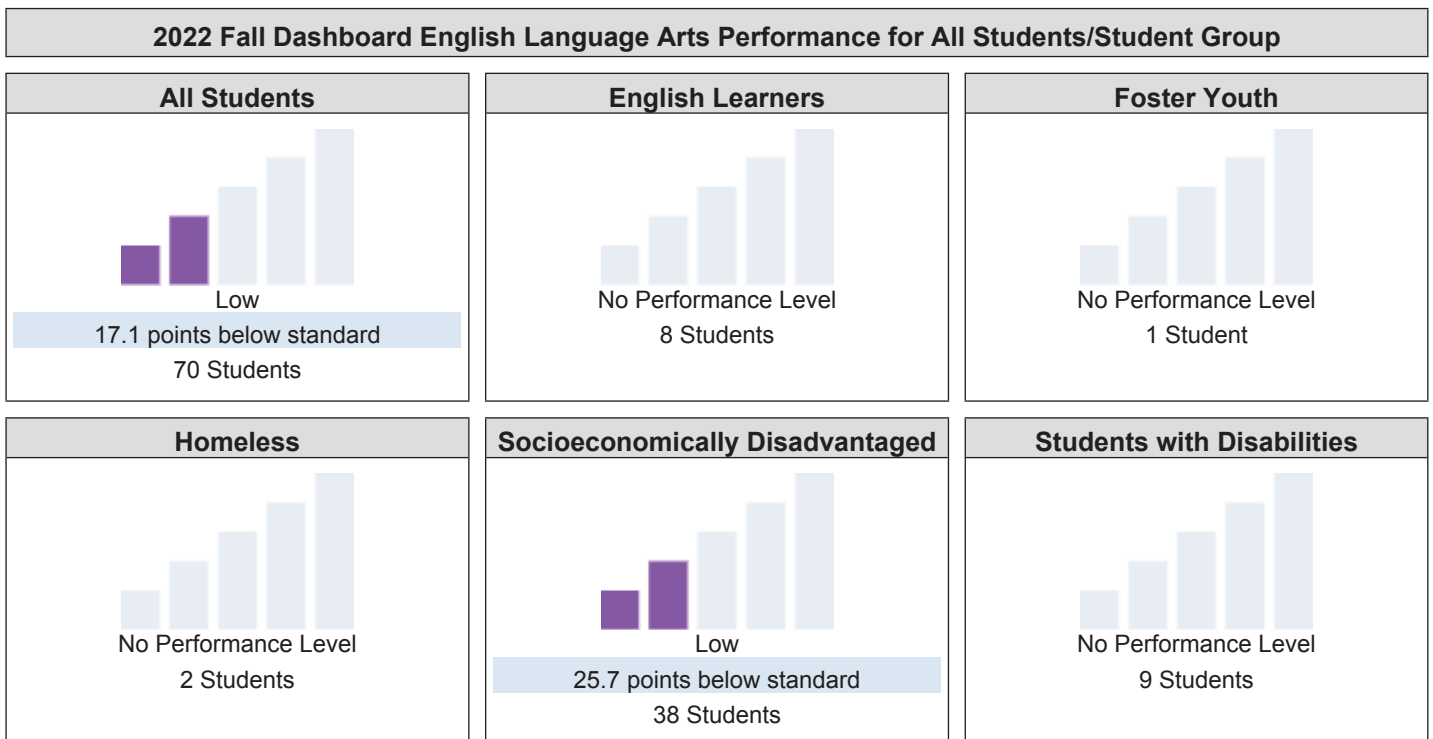 2022 Fall Dashboard English Language Arts Performance for All Students/Student Group
All Students
Low
17.1 points below standard
70 Students
English Learners
No Performance Level
8 Students
Foster Youth
No Performance Level
1 Student
Homeless
No Performance Level
2 Students
Socioeconomically Disadvantaged
Low
25.7 points below standard
38 Students
Students with Disabilities
No Performance Level
9 Students